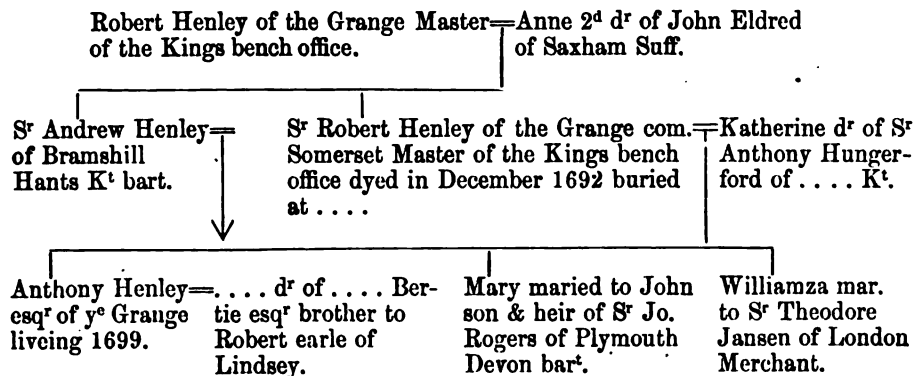 Robert Henley of the Grange Master=Anne 2ᵈ dʳ of John Eldred
of the Kings bench office.
of Saxham Suff.
Sʳ Andrew Henley=
of Bramshill
Hants Kᵗ bart.
Sʳ Robert Henley of the Grange com.=Katherine dʳ of Sʳ
Somerset Master of the Kings bench
office dyed in December 1692 buried
at . . . .
Anthony Hunger-
ford of . . . . Kᵗ.
Anthony Henley=. . . . dʳ of . . . . Ber-
esqʳ of yᵉ Grange
liveing 1699.
tie esqʳ brother to
Robert earle of
Lindsey.
Mary maried to John
son & heir of Sʳ Jo.
Rogers of Plymouth
Devon barᵗ.
Williamza mar.
to Sʳ Theodore
Jansen of London
Merchant.